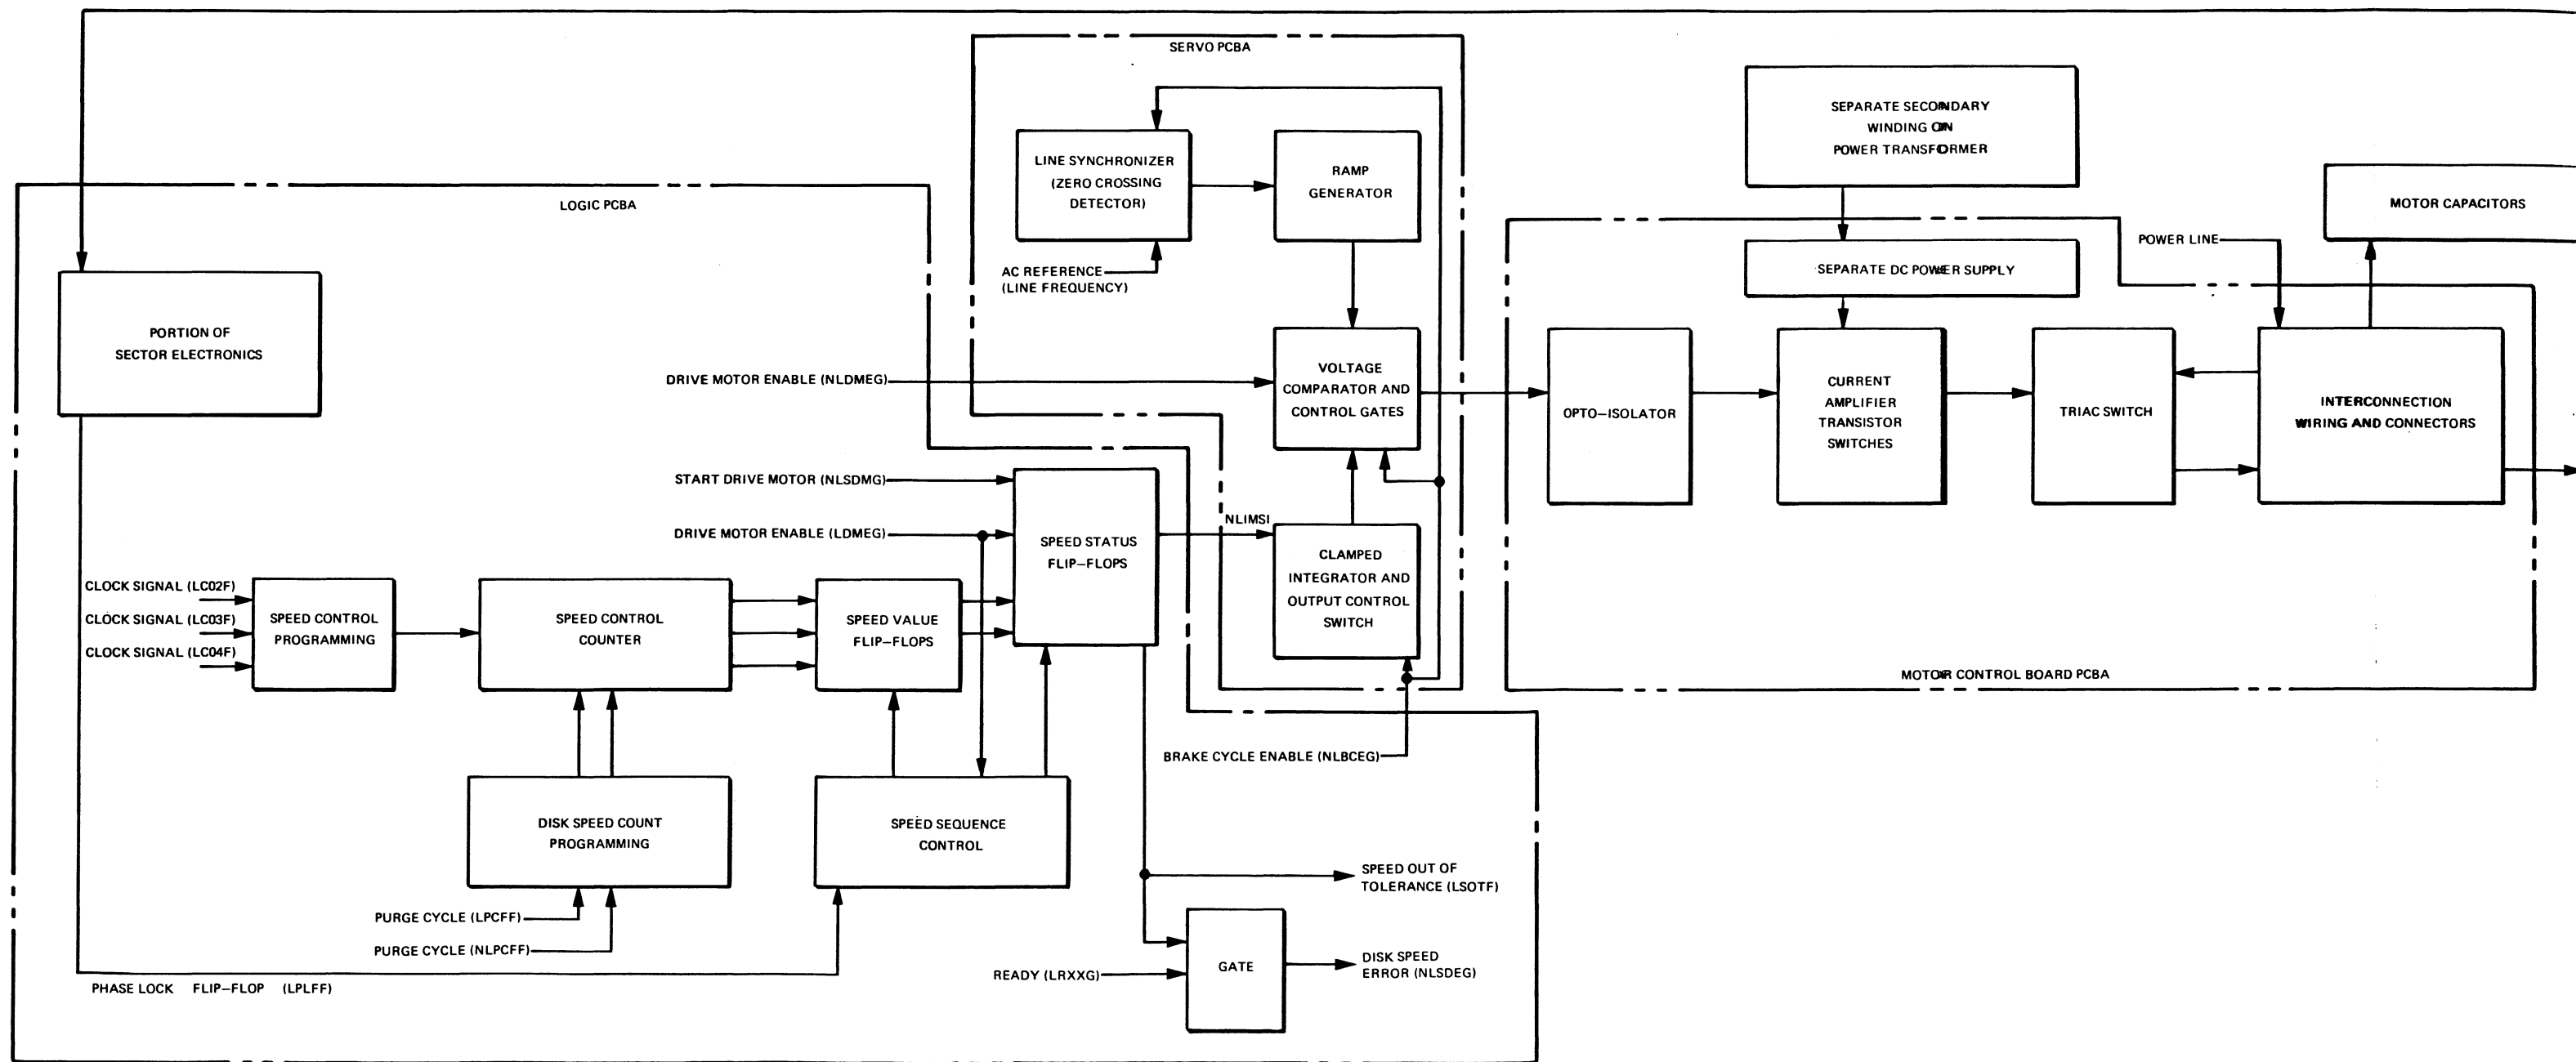 SERVO PCBA
SEPARATE SECONDARY
WINDING ON
POWER TRANSFORMER
LINE SYNCHRONIZER
(ZERO CROSSING
DETECTOR)
RAMP
GENERATOR
LOGIC PCBA
MOTOR CAPACITORS
POWER LINE
AC REFERENCE
(LINE FREQUENCY)
SEPARATE DC POWER SUPPLY
PORTION OF
SECTOR ELECTRONICS
DRIVE MOTOR ENABLE (NLDMEG)
VOLTAGE
COMPARATOR AND
CONTROL GATES
OPTO-ISOLATOR
CURRENT
AMPLIFIER
TRANSISTOR
SWITCHES
TRIAC SWITCH
INTERCONNECTION
WIRING AND CONNECTORS
START DRIVE MOTOR (NLSDMG)
DRIVE MOTOR ENABLE (LDMEG)
SPEED STATUS
FLIP-FLOPS
NLIMSI
CLAMPED
INTEGRATOR AND
OUTPUT CONTROL
SWITCH
CLOCK SIGNAL (LC02F)
CLOCK SIGNAL (LC03F)
CLOCK SIGNAL (LC04F)
SPEED CONTROL
PROGRAMMING
SPEED CONTROL
COUNTER
SPEED VALUE
FLIP-FLOPS
MOTOR CONTROL BOARD PCBA
BRAKE CYCLE ENABLE (NLBCEG)
DISK SPEED COUNT
PROGRAMMING
SPEED SEQUENCE
CONTROL
SPEED OUT OF
TOLERANCE (LSOTF)
PURGE CYCLE (LPCFF)
PURGE CYCLE (NLPCFF)
READY (LRXXG)
GATE
DISK SPEED
ERROR (NLSDEG)
PHASE LOCK FLIP-FLOP (LPLFF)